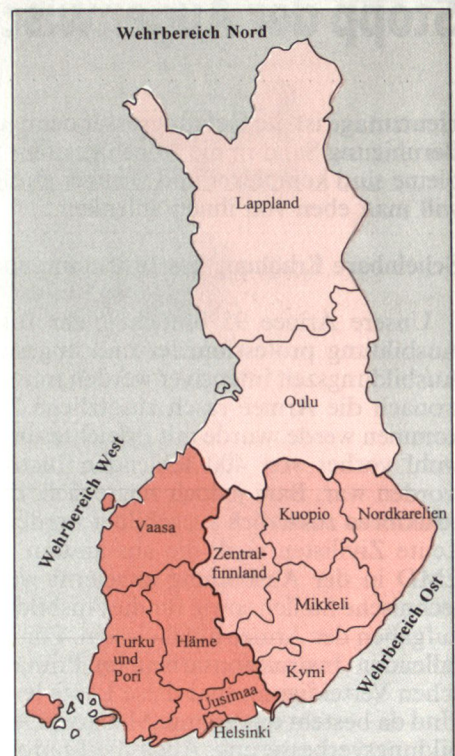 Wehrbereich Nord
Lappland
Oulu
Wehrbereich West
Vaasa
Kuopio
Nordkarelien
Zentral-
finnland
Mikkeli
Turku
und
Pori
Häme
Kymi
Uusimaa
Helsinki
Wehrbereich Ost